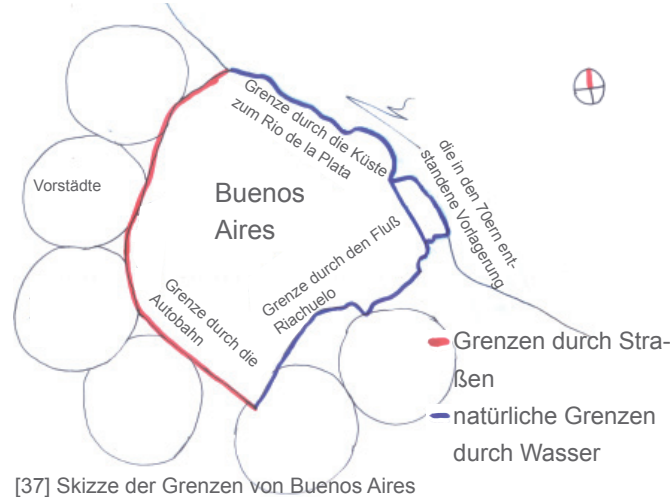 Grenze durch die Küste
zum Rio de la Plata
die in den 70ern ent-
standene Vorlagerung
Vorstädte
Buenos
Aires
Grenze durch den Fluß
Riachuelo
Grenze durch die
Autobahn
Grenzen durch Stra-
ßen
natürliche Grenzen
durch Wasser
[37] Skizze der Grenzen von Buenos Aires